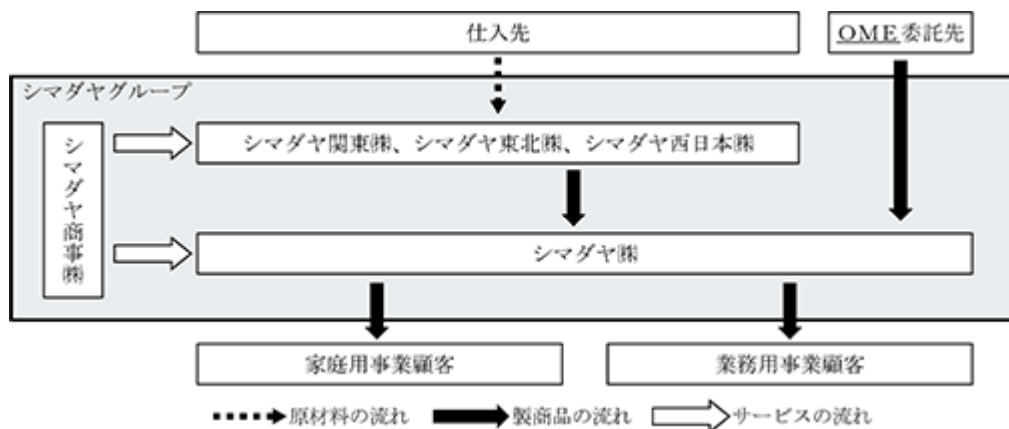 仕入先
OME委託先
シマダヤグループ
シマダヤ商事㈱
シマダヤ関東㈱、シマダヤ東北㈱、シマダヤ西日本㈱
シマダヤ㈱
家庭用事業顧客
業務用事業顧客
原材料の流れ
製商品の流れ
サービスの流れ